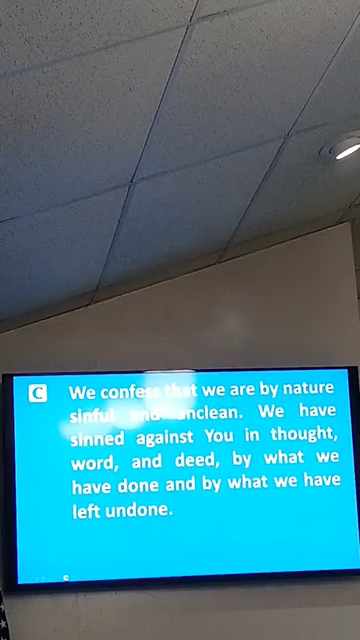 C We confess that we are by nature
sinful and unclean. We have
sinned against You in thought,
word, and deed, by what we
have done and by what we have
left undone.